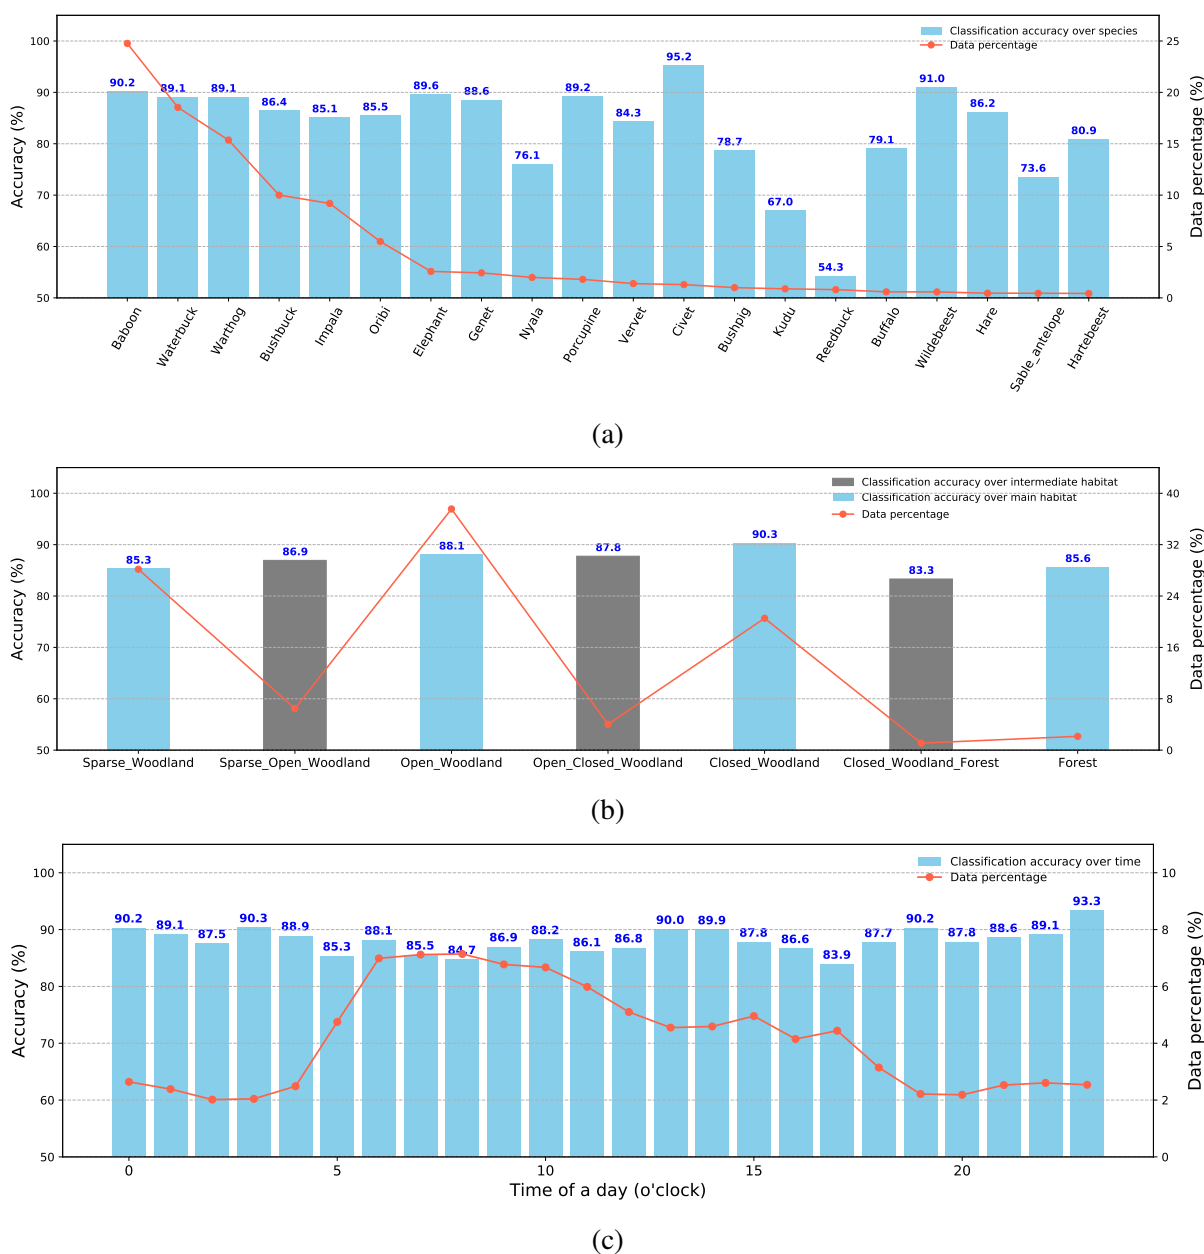 Classification accuracy over species
Data percentage
Accuracy (%)
100
90
80
70
60
50
90.2 89.1 89.1 86.4 85.1 85.5 89.6 88.6 76.1 89.2 84.3 95.2 78.7 67.0 54.3 79.1 91.0 86.2 73.6 80.9
25
20
15
10
5
0
Data percentage (%)
Baboon Waterbuck Warthog Bushbuck Impala Oribi Elephant Genet Nyala Porcupine Vervet Civet Bushpig Kudu Reedbuck Buffalo Wildebeest Hare Sable_antelope Hartebeest
(a)
Classification accuracy over intermediate habitat
Classification accuracy over main habitat
Data percentage
Accuracy (%)
100
90
80
70
60
50
85.3 86.9 88.1 87.8 90.3 83.3 85.6
40
32
24
16
8
0
Data percentage (%)
Sparse_Woodland Sparse_Open_Woodland Open_Woodland Open_Closed_Woodland Closed_Woodland Closed_Woodland_Forest Forest
(b)
Classification accuracy over time
Data percentage
Accuracy (%)
100
90
80
70
60
50
90.2 89.1 87.5 90.3 88.9 85.3 88.1 85.5 84.7 86.9 88.2 86.1 86.8 90.0 89.9 87.8 86.6 83.9 87.7 90.2 87.8 88.6 89.1 93.3
10
8
6
4
2
0
Data percentage (%)
0 5 10 15 20
Time of a day (o'clock)
(c)